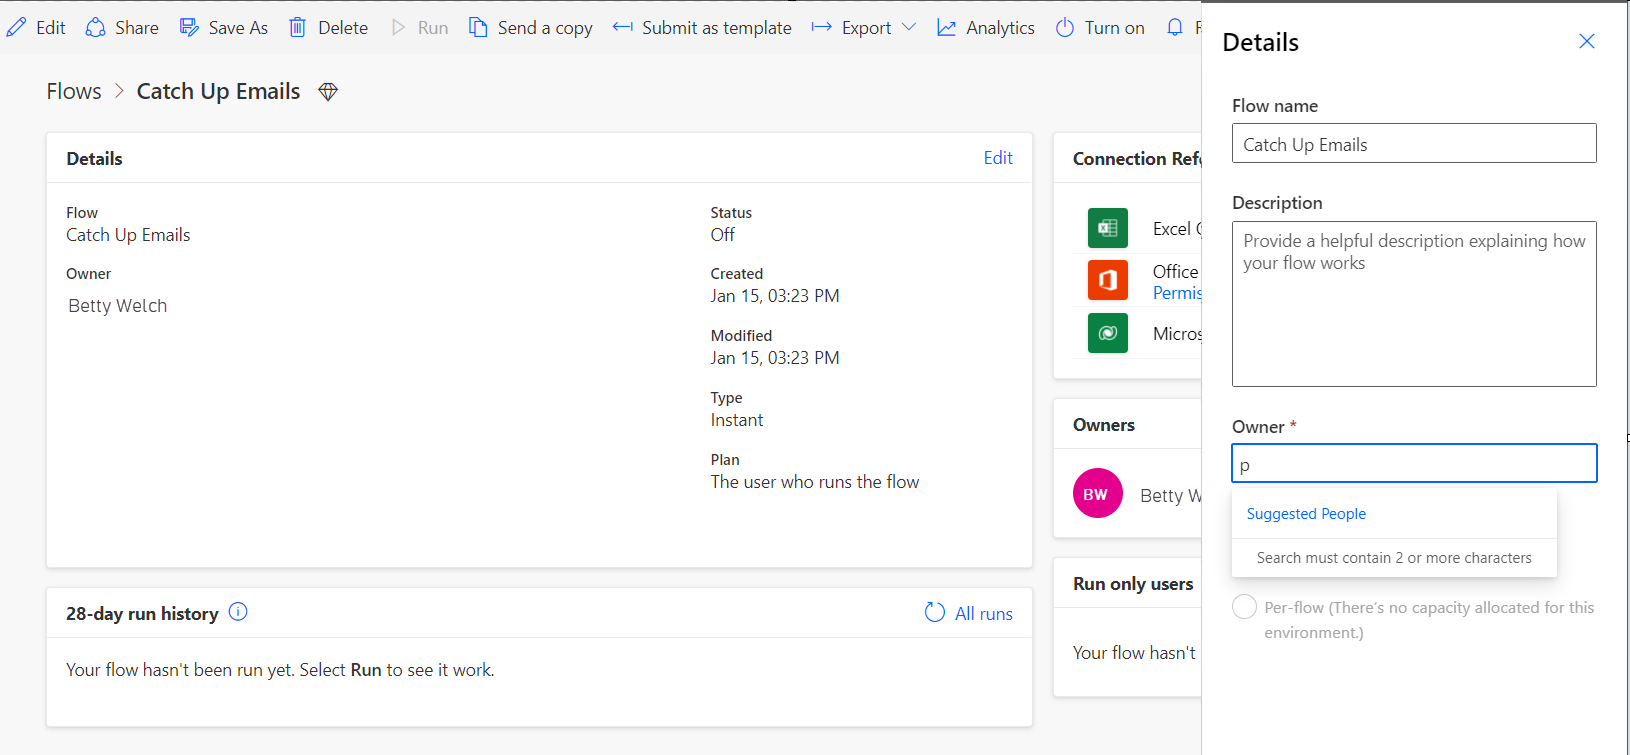 Edit Share Save As Delete Run Send a copy Submit as template Export Analytics Turn on
Flows > Catch Up Emails
Details Edit
Flow
Catch Up Emails
Owner
Betty Welch
Status
Off
Created
Jan 15, 03:23 PM
Modified
Jan 15, 03:23 PM
Type
Instant
Plan
The user who runs the flow
28-day run history All runs
Your flow hasn't been run yet. Select Run to see it work.
Connection Refe
Excel
Office
Permis
Micros
Owners
BW Betty W
Run only users
Your flow hasn't
Details
Flow name
Catch Up Emails
Description
Provide a helpful description explaining how
your flow works
Owner *
p
Suggested People
Search must contain 2 or more characters
Per-flow (There's no capacity allocated for this
environment.)